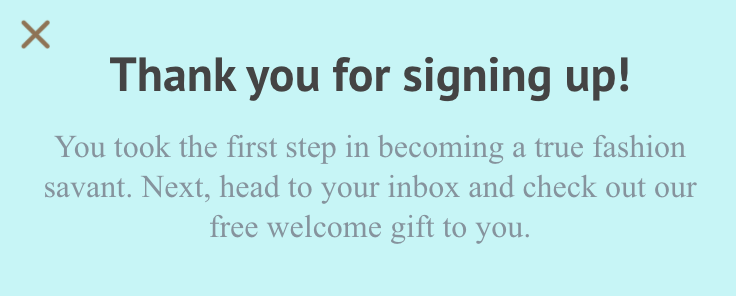 Thank you for signing up!
You took the first step in becoming a true fashion
savant. Next, head to your inbox and check out our
free welcome gift to you.